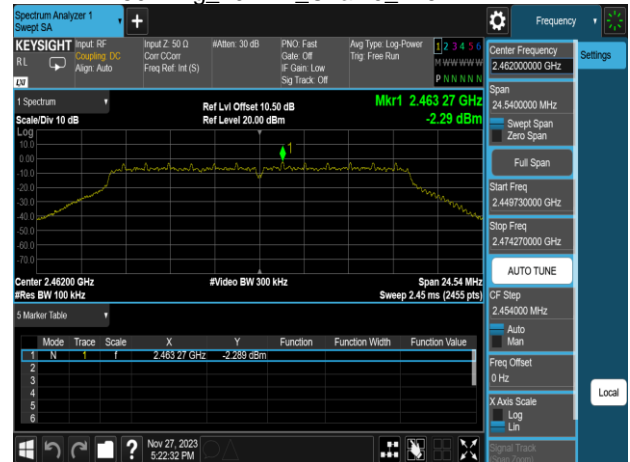 Spectrum Analyzer 1
Swept SA
+
Frequency
KEYSIGHT
RL
LXI
Input: RF
Coupling: DC
Align: Auto
Input Z: 50 Ω
Corr CCorr
Freq Ref: Int (S)
#Atten: 30 dB
PNO: Fast
Gate: Off
IF Gain: Low
Sig Track: Off
Avg Type: Log-Power
Trig: Free Run
1 2 3 4 5 6
M W W W W W
P N N N N N
Center Frequency
2.462000000 GHz
Settings
Span
24.5400000 MHz
Swept Span
Zero Span
Full Span
Start Freq
2.449730000 GHz
Stop Freq
2.474270000 GHz
AUTO TUNE
CF Step
2.454000 MHz
Auto
Man
Freq Offset
0 Hz
X Axis Scale
Log
Lin
Local
Signal Track
(Span Zoom)
1 Spectrum
Scale/Div 10 dB
Ref Lvl Offset 10.50 dB
Ref Level 20.00 dBm
Mkr1 2.463 27 GHz
-2.29 dBm
Log
10.0
0.00
-10.0
-20.0
-30.0
-40.0
-50.0
-60.0
-70.0
1
Center 2.46200 GHz
#Res BW 100 kHz
#Video BW 300 kHz
Span 24.54 MHz
Sweep 2.45 ms (2455 pts)
5 Marker Table
Mode Trace Scale X Y Function Function Width Function Value
1 N 1 f 2.463 27 GHz -2.289 dBm
2
3
4
5
6
?
Nov 27, 2023
5:22:32 PM